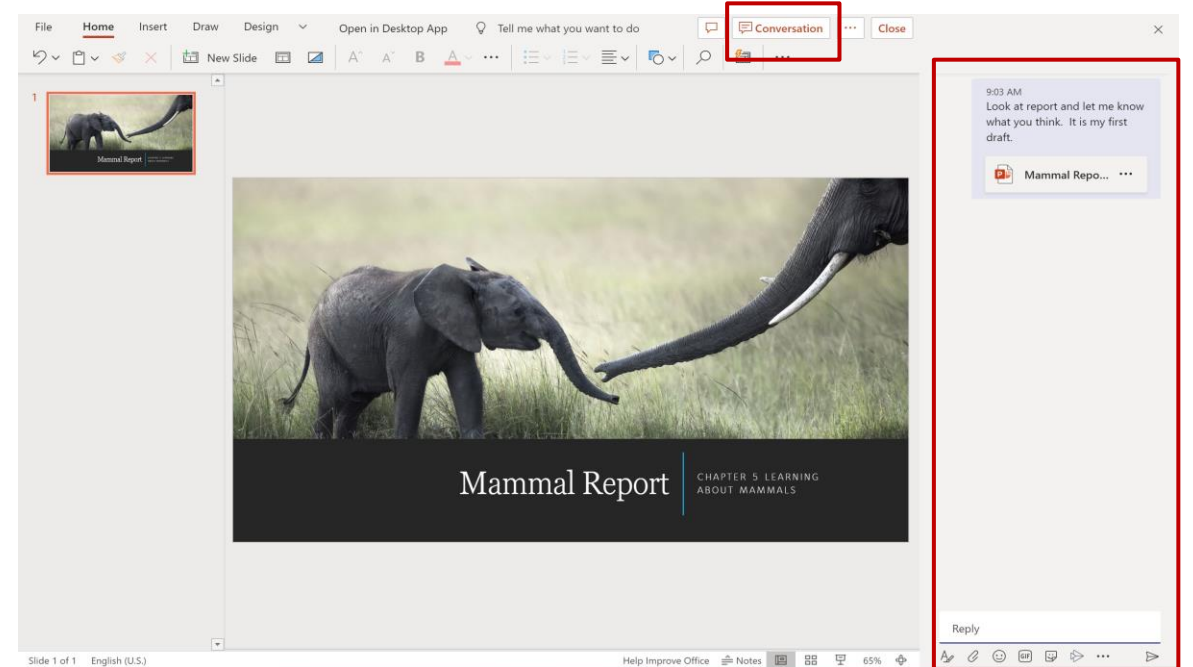 File Home Insert Draw Design Open in Desktop App Tell me what you want to do Conversation ... Close
New Slide A A B A ... ...
1
Mammal Report
9:03 AM
Look at report and let me know
what you think. It is my first
draft.
Mammal Repo... ...
Mammal Report
CHAPTER 5 LEARNING
ABOUT MAMMALS
Reply
GIF ...
Slide 1 of 1 English (U.S.) Help Improve Office Notes 65%